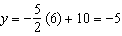 y = −5/2 (6) + 10 = −5